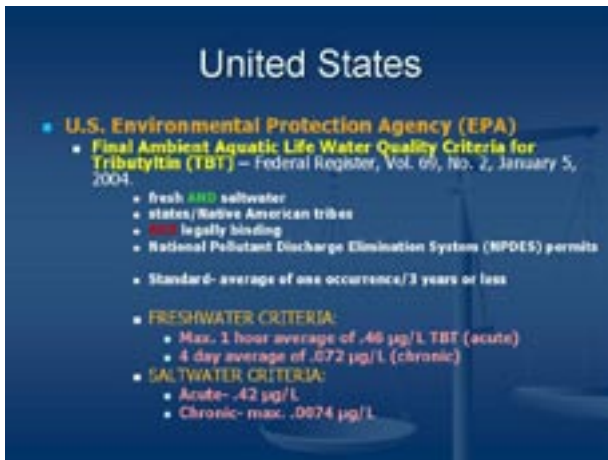 United States
U.S. Environmental Protection Agency (EPA)
Final Ambient Aquatic Life Water Quality Criteria for
Tributyltin (TBT) – Federal Register, Vol. 69, No. 2, January 5,
2004.
fresh AND saltwater
states/Native American tribes
legally binding
National Pollutant Discharge Elimination System (NPDES) permits
Standard- average of one occurrence/3 years or less
FRESHWATER CRITERIA:
Max. 1 hour average of .46 µg/L TBT (acute)
4 day average of .072 µg/L (chronic)
SALTWATER CRITERIA:
Acute- .42 µg/L
Chronic- max. .0074 µg/L